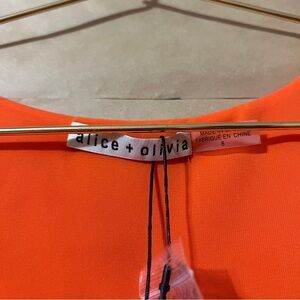 alice + olivia
MADE IN
FABRIQUE EN CHINE